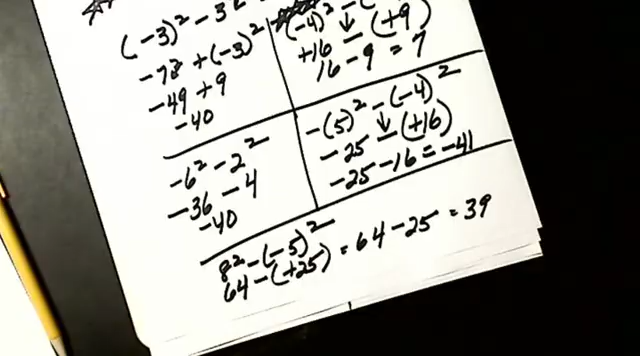 (-3)² - 3²
-7² + (-3)²
-49 + 9
-40
(-4)² - (
+16 - (+9)
16 - 9 = 7
-6² - 2²
-36 - 4
-40
-(5)² - (-4)²
-25 - (+16)
-25 - 16 = -41
8² - (-5)²
64 - (+25) = 64 - 25 = 39